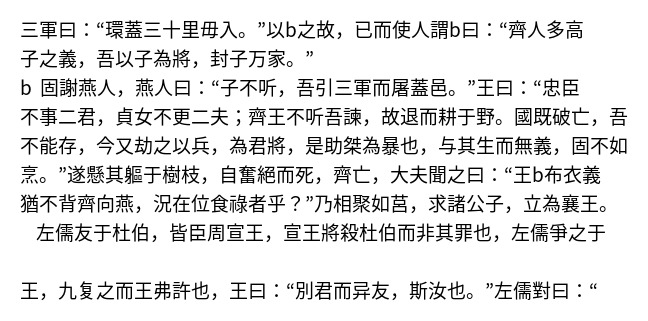 三軍曰：“環蓋三十里毋入。”以b之故，已而使人謂b曰：“齊人多高
子之義，吾以子為將，封子万家。”
b 固謝燕人，燕人曰：“子不听，吾引三軍而屠蓋邑。”王曰：“忠臣
不事二君，貞女不更二夫；齊王不听吾諫，故退而耕于野。國既破亡，吾
不能存，今又劫之以兵，為君將，是助桀為暴也，与其生而無義，固不如
烹。”遂懸其軀于樹枝，自奮絕而死，齊亡，大夫聞之曰：“王b布衣義
猶不背齊向燕，況在位食祿者乎？”乃相聚如莒，求諸公子，立為襄王。
左儒友于杜伯，皆臣周宣王，宣王將殺杜伯而非其罪也，左儒爭之于
王，九复之而王弗許也，王曰：“別君而异友，斯汝也。”左儒對曰：“